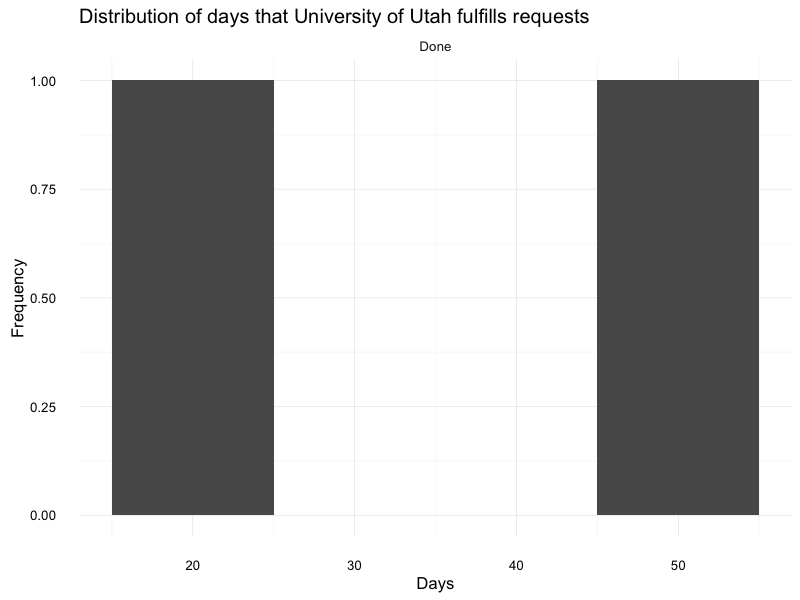 Distribution of days that University of Utah fulfills requests
Done
1.00
0.75
0.50
0.25
0.00
Frequency
20
30
40
50
Days